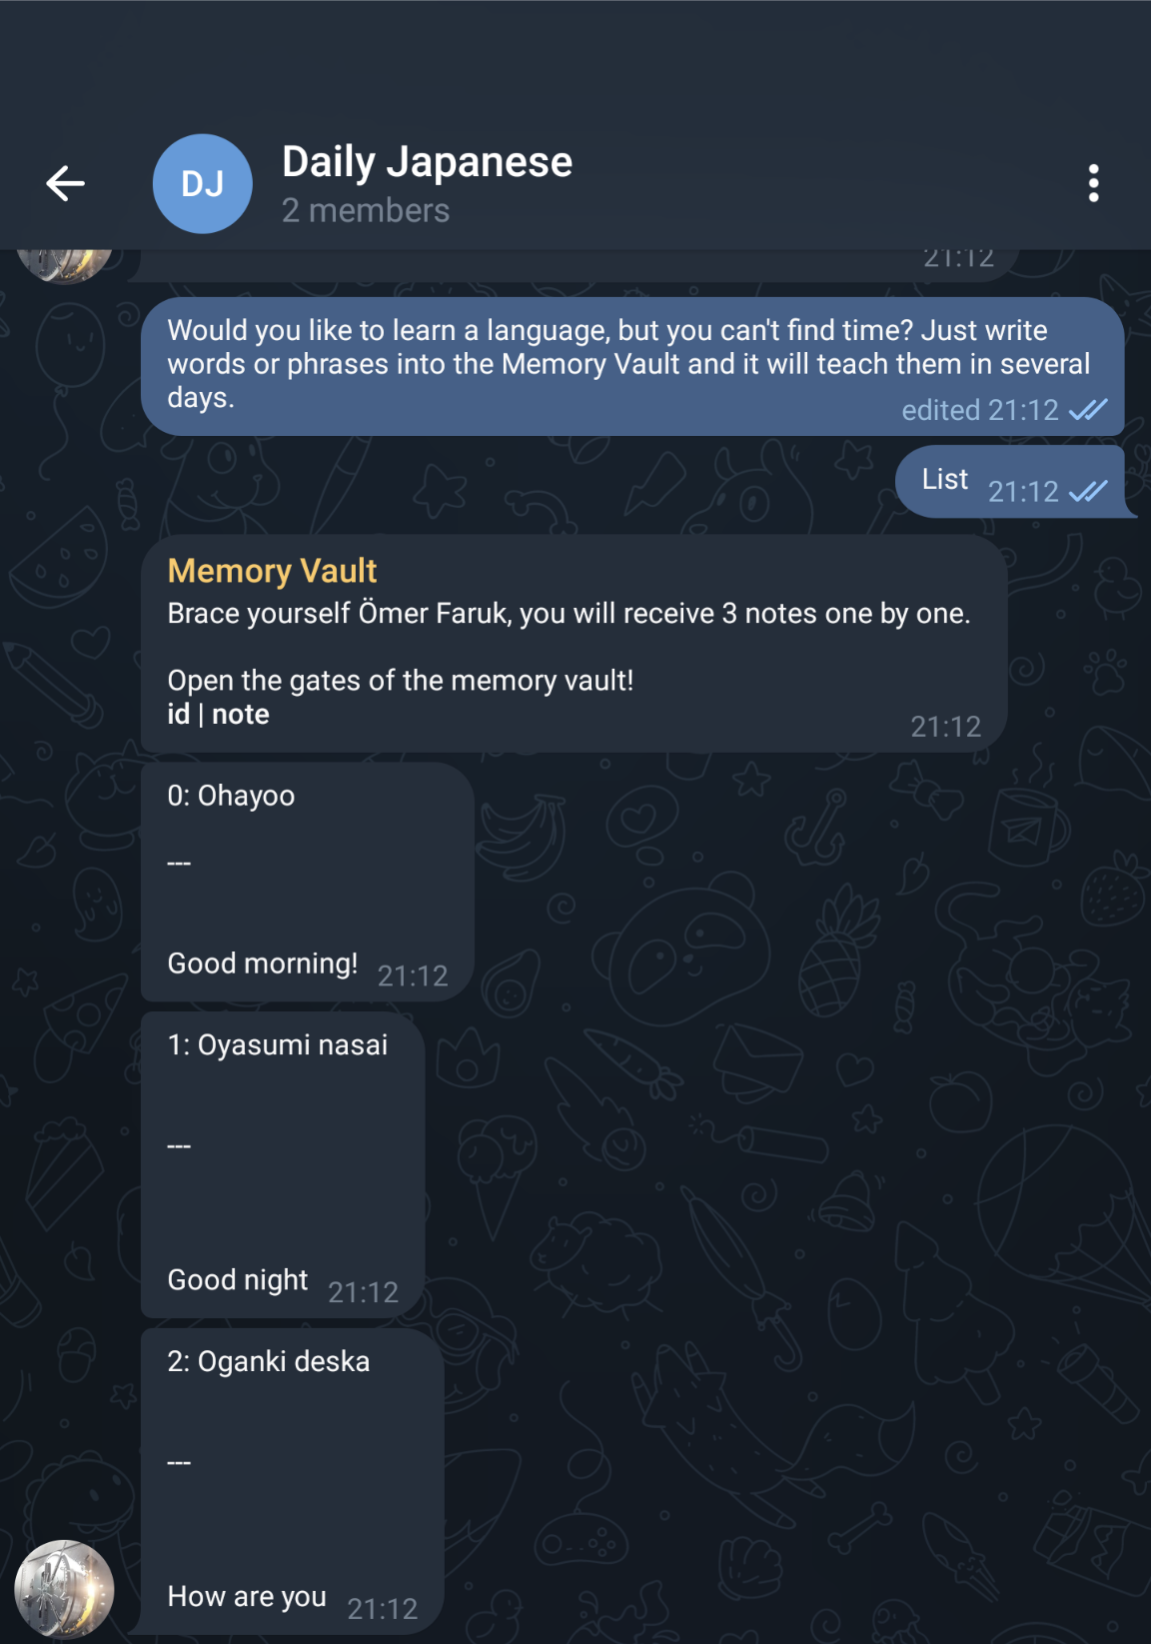 DJ
Daily Japanese
2 members
21:12
Would you like to learn a language, but you can't find time? Just write
words or phrases into the Memory Vault and it will teach them in several
days.
edited 21:12
List 21:12
Memory Vault
Brace yourself Ömer Faruk, you will receive 3 notes one by one.
Open the gates of the memory vault!
id | note
21:12
0: Ohayoo
---
Good morning! 21:12
1: Oyasumi nasai
---
Good night 21:12
2: Oganki deska
---
How are you 21:12